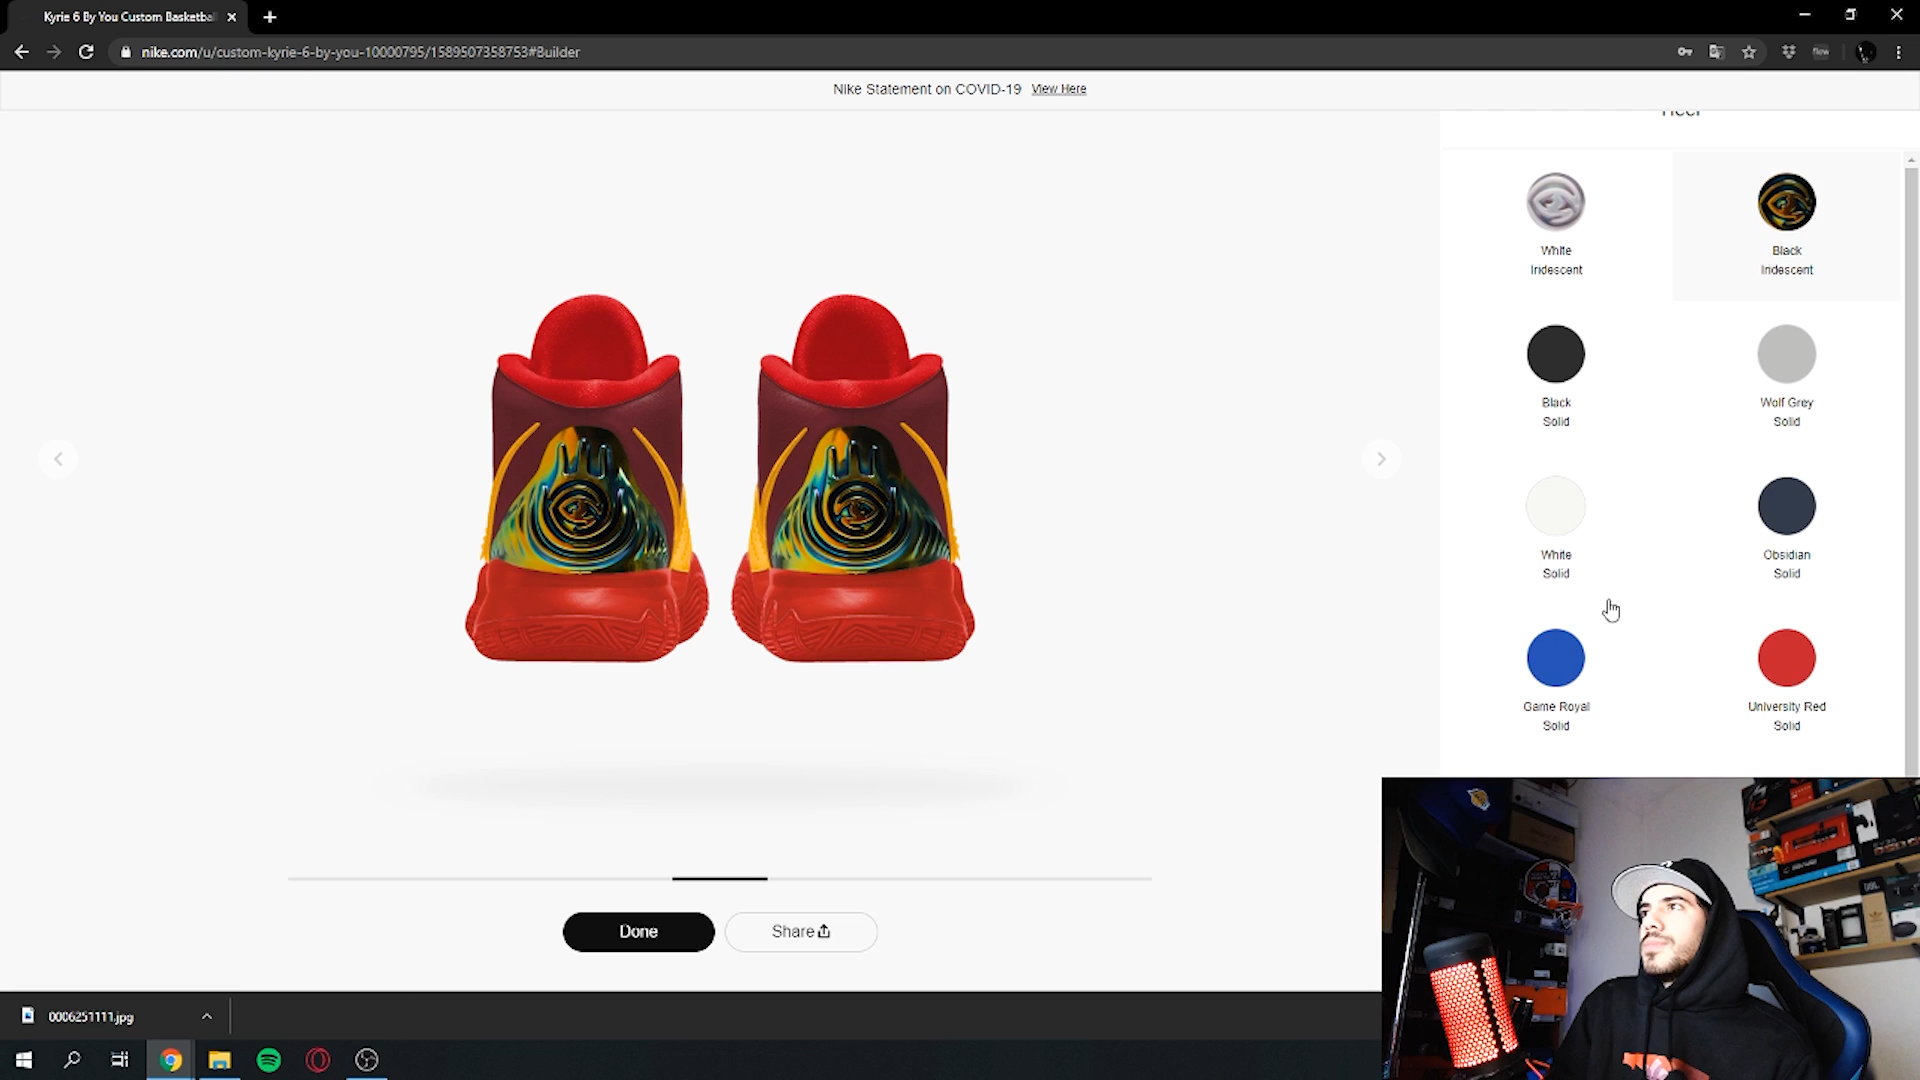 Kyrie 6 By You Custom Basketba
nike.com/u/custom-kyrie-6-by-you-10000795/1589507358753#Builder
Nike Statement on COVID-19 View Here
Heel
White
Iridescent
Black
Iridescent
Black
Solid
Wolf Grey
Solid
White
Solid
Obsidian
Solid
Game Royal
Solid
University Red
Solid
Done
Share
0006251111.jpg